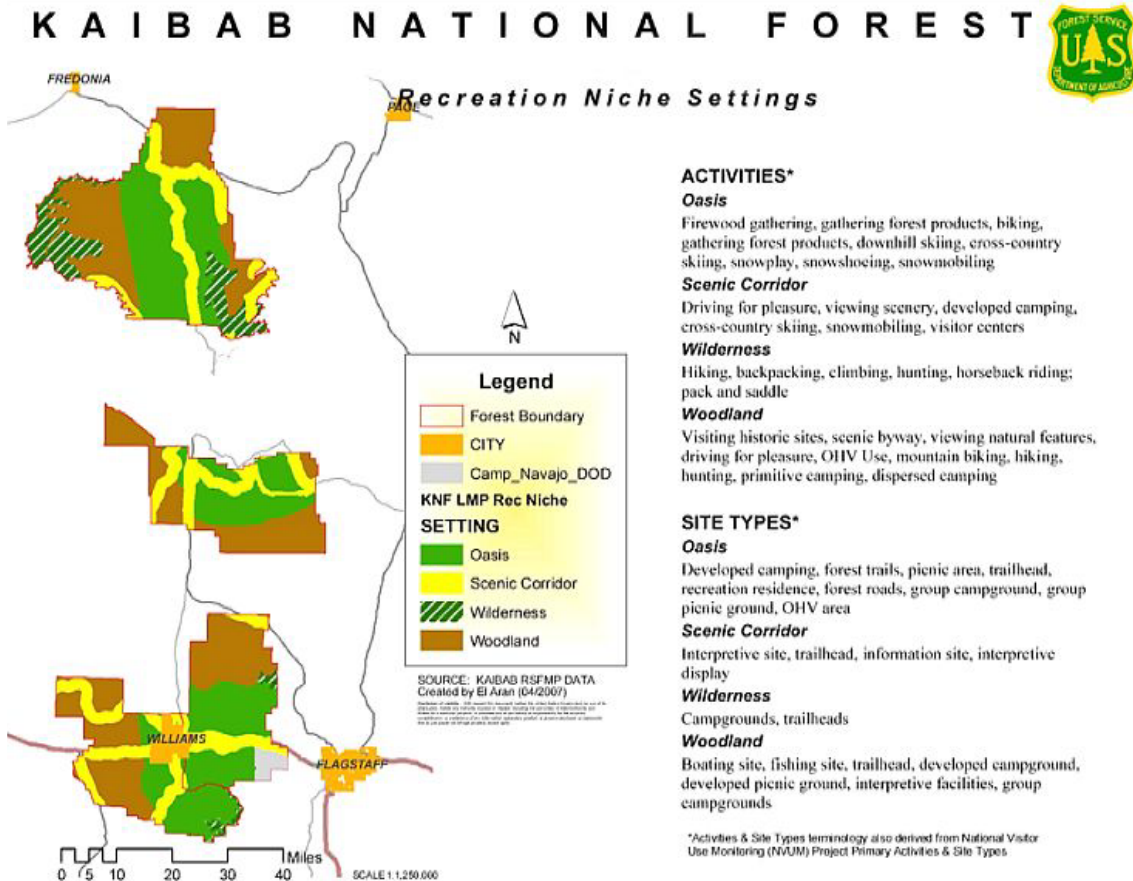 KAIBAB NATIONAL FOREST
FOREST SERVICE
UAS
DEPARTMENT OF AGRICULTURE
Recreation Niche Settings
FREDONIA
PAGE
ACTIVITIES*
Oasis
Firewood gathering, gathering forest products, biking,
gathering forest products, downhill skiing, cross-country
skiing, snowplay, snowshoeing, snowmobiling
Scenic Corridor
Driving for pleasure, viewing scenery, developed camping,
cross-country skiing, snowmobiling, visitor centers
Wilderness
Hiking, backpacking, climbing, hunting, horseback riding;
pack and saddle
Woodland
Visiting historic sites, scenic byway, viewing natural features,
driving for pleasure, OHV Use, mountain biking, hiking,
hunting, primitive camping, dispersed camping
SITE TYPES*
Oasis
Developed camping, forest trails, picnic area, trailhead,
recreation residence, forest roads, group campground, group
picnic ground, OHV area
Scenic Corridor
Interpretive site, trailhead, information site, interpretive
display
Wilderness
Campgrounds, trailheads
Woodland
Boating site, fishing site, trailhead, developed campground,
developed picnic ground, interpretive facilities, group
campgrounds
*Activities & Site Types terminology also derived from National Visitor
Use Monitoring (NVUM) Project Primary Activities & Site Types
N
Legend
Forest Boundary
CITY
Camp_Navajo_DOD
KNF LMP Rec Niche
SETTING
Oasis
Scenic Corridor
Wilderness
Woodland
SOURCE: KAIBAB RSFMP DATA
Created by El Aran (04/2007)
WILLIAMS
FLAGSTAFF
Miles
0 5 10 20 30 40
SCALE 1:1,250,000